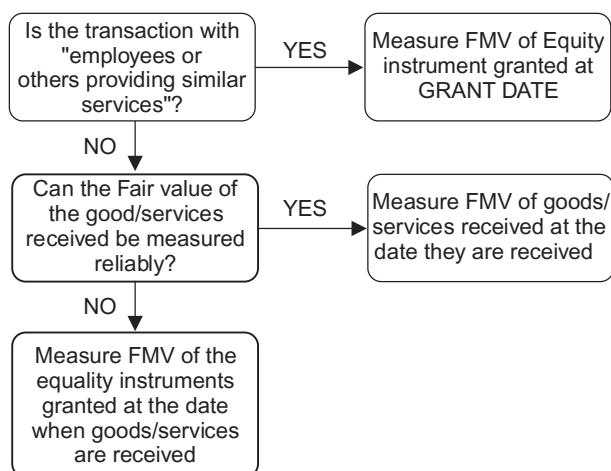 Is the transaction with
"employees or
others providing similar
services"?
YES
Measure FMV of Equity
instrument granted at
GRANT DATE
NO
Can the Fair value of
the good/services
received be measured
reliably?
YES
Measure FMV of goods/
services received at the
date they are received
NO
Measure FMV of the
equality instruments
granted at the date
when goods/services
are received